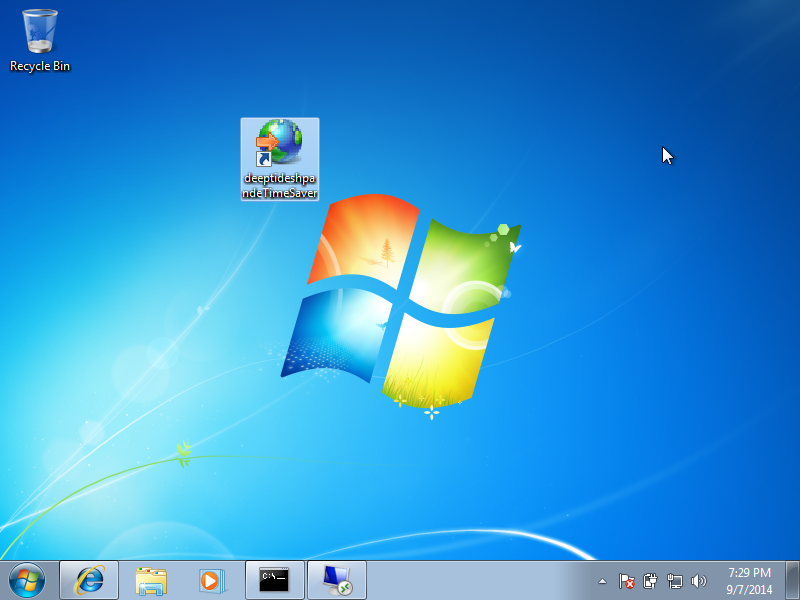 Recycle Bin
deeptideshpa
ndeTimeSaver
C:\_
7:29 PM
9/7/2014